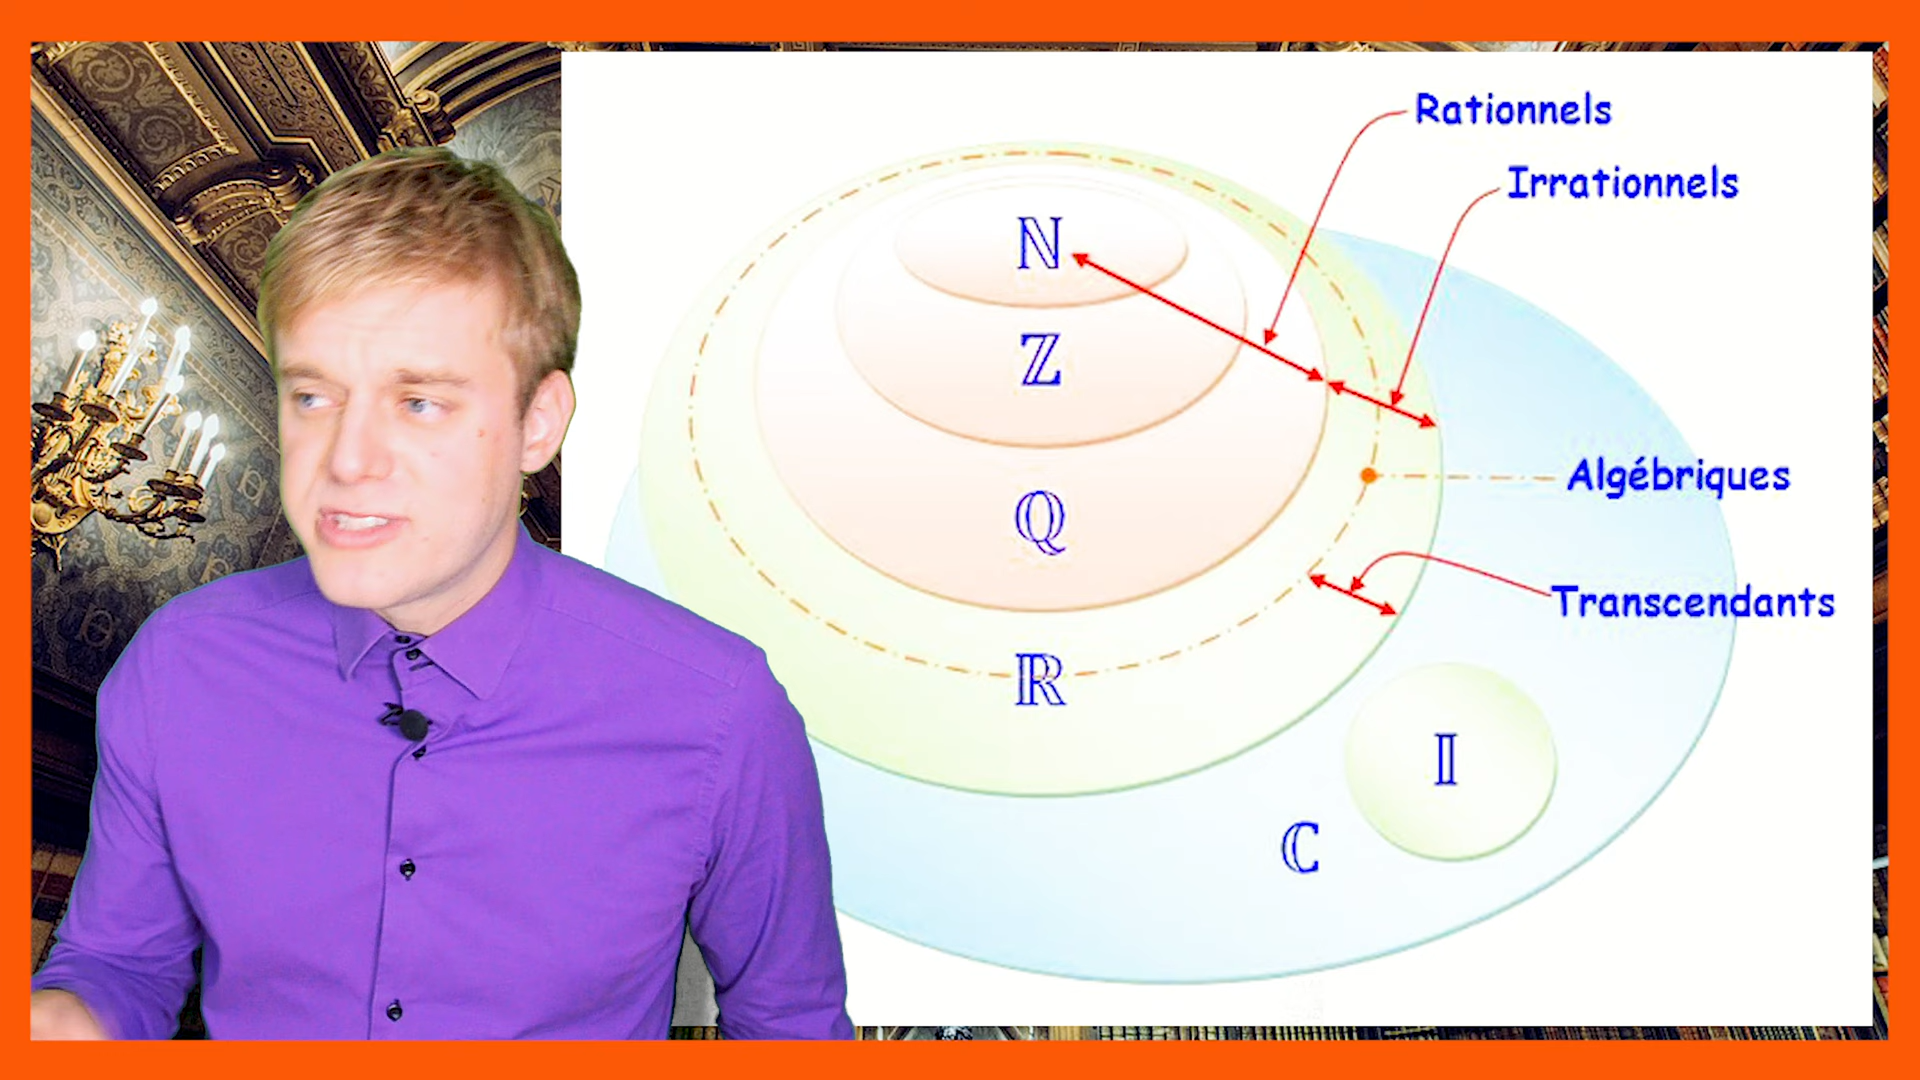 Rationnels
Irrationnels
ℕ
ℤ
Algébriques
ℚ
Transcendants
ℝ
𝕀
ℂ